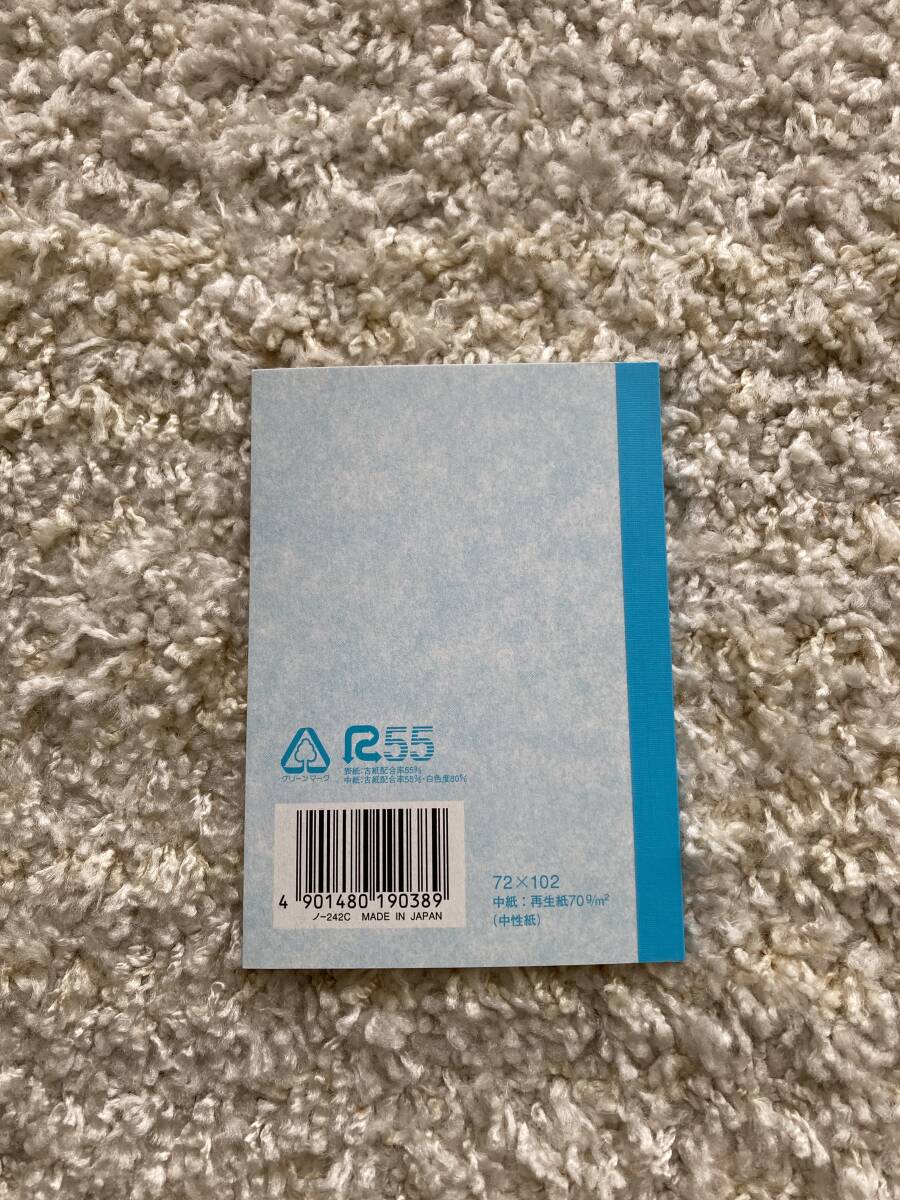 R55
グリーンマーク
表紙:古紙配合率55%
中紙:古紙配合率55%・白色度80%
4 901480 190389
ノ-242C MADE IN JAPAN
72×102
中紙:再生紙70g/m²
(中性紙)